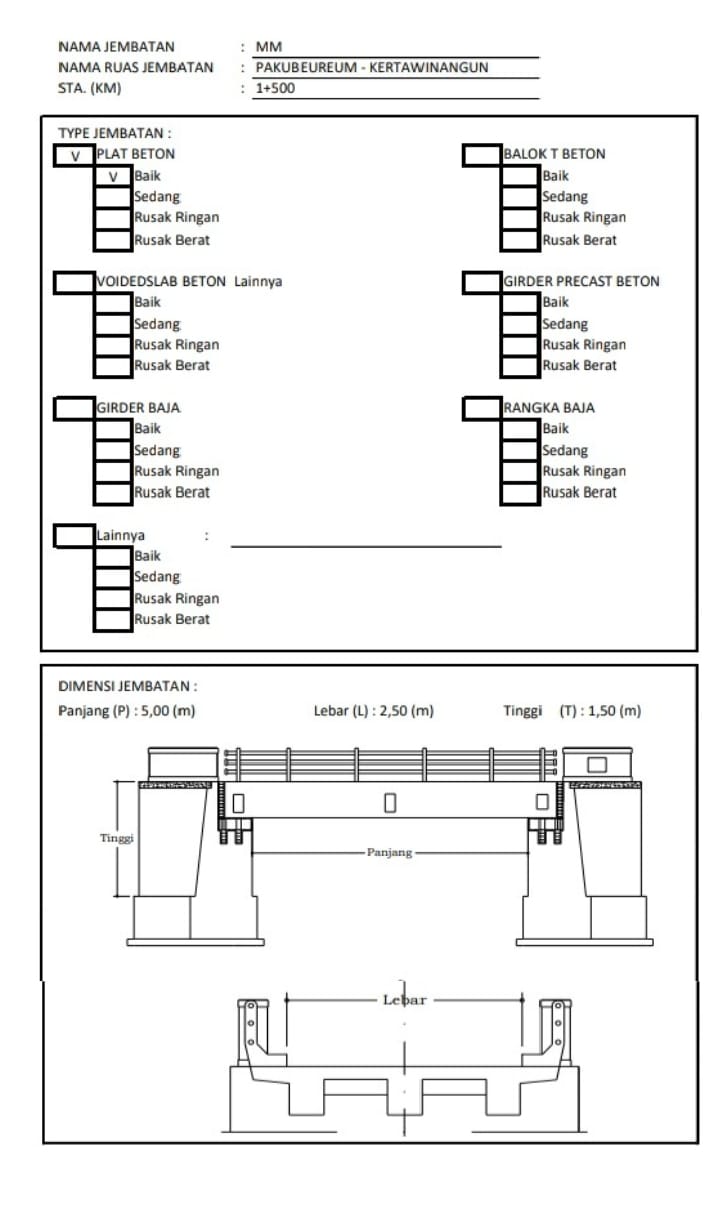 NAMA JEMBATAN : MM
NAMA RUAS JEMBATAN : PAKUBEUREUM - KERTAWINANGUN
STA. (KM) : 1+500
TYPE JEMBATAN :
V PLAT BETON
V Baik
Sedang
Rusak Ringan
Rusak Berat
BALOK T BETON
Baik
Sedang
Rusak Ringan
Rusak Berat
VOIDEDSLAB BETON Lainnya
Baik
Sedang
Rusak Ringan
Rusak Berat
GIRDER PRECAST BETON
Baik
Sedang
Rusak Ringan
Rusak Berat
GIRDER BAJA
Baik
Sedang
Rusak Ringan
Rusak Berat
RANGKA BAJA
Baik
Sedang
Rusak Ringan
Rusak Berat
Lainnya :
Baik
Sedang
Rusak Ringan
Rusak Berat
DIMENSI JEMBATAN :
Panjang (P) : 5,00 (m) Lebar (L) : 2,50 (m) Tinggi (T) : 1,50 (m)
Tinggi
Panjang
Lebar